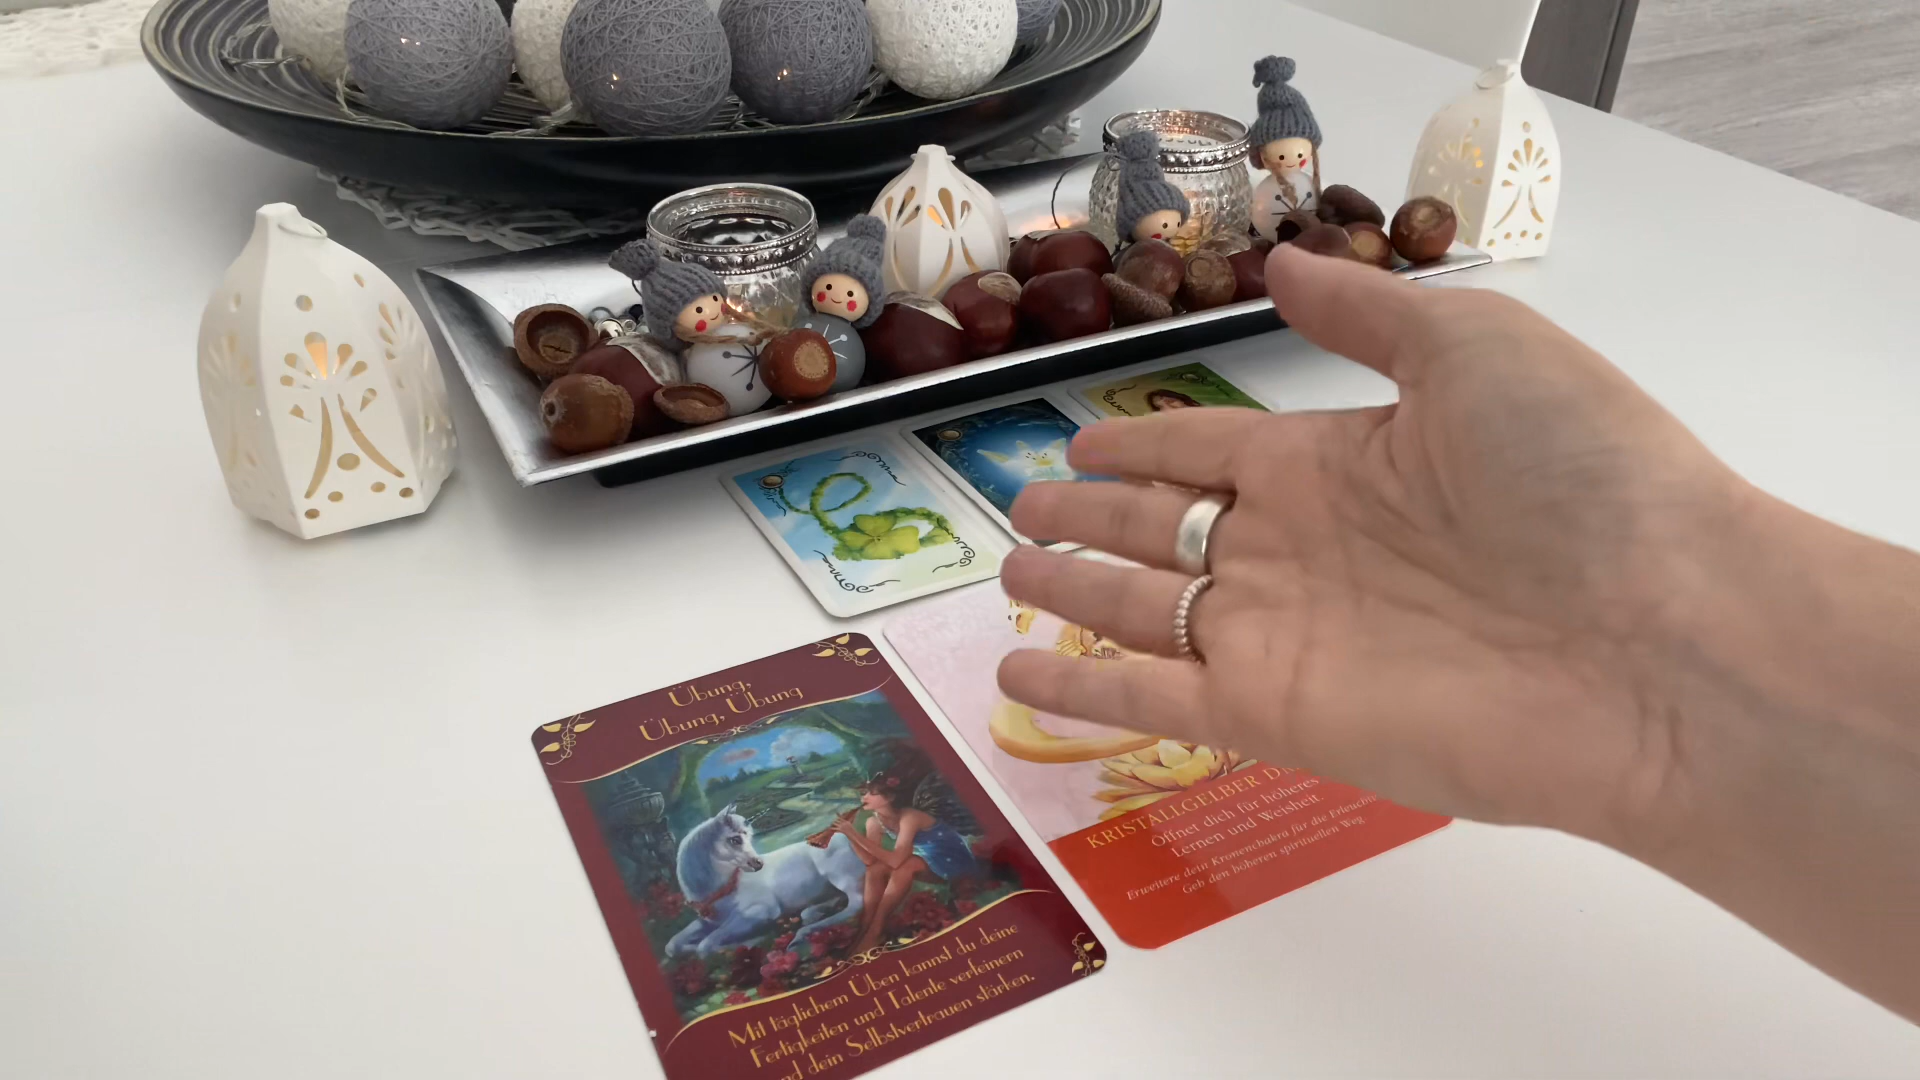 Übung,
Übung, Übung
Mit täglichem Üben kannst du deine
Fertigkeiten und Talente verfeinern
und dein Selbstvertrauen stärken.
KRISTALLGELBER
Öffnet dich für höheres
Lernen und Weisheit.
Erweitere dein Kronenchakra für die
Geh den höheren spirituellen Weg.